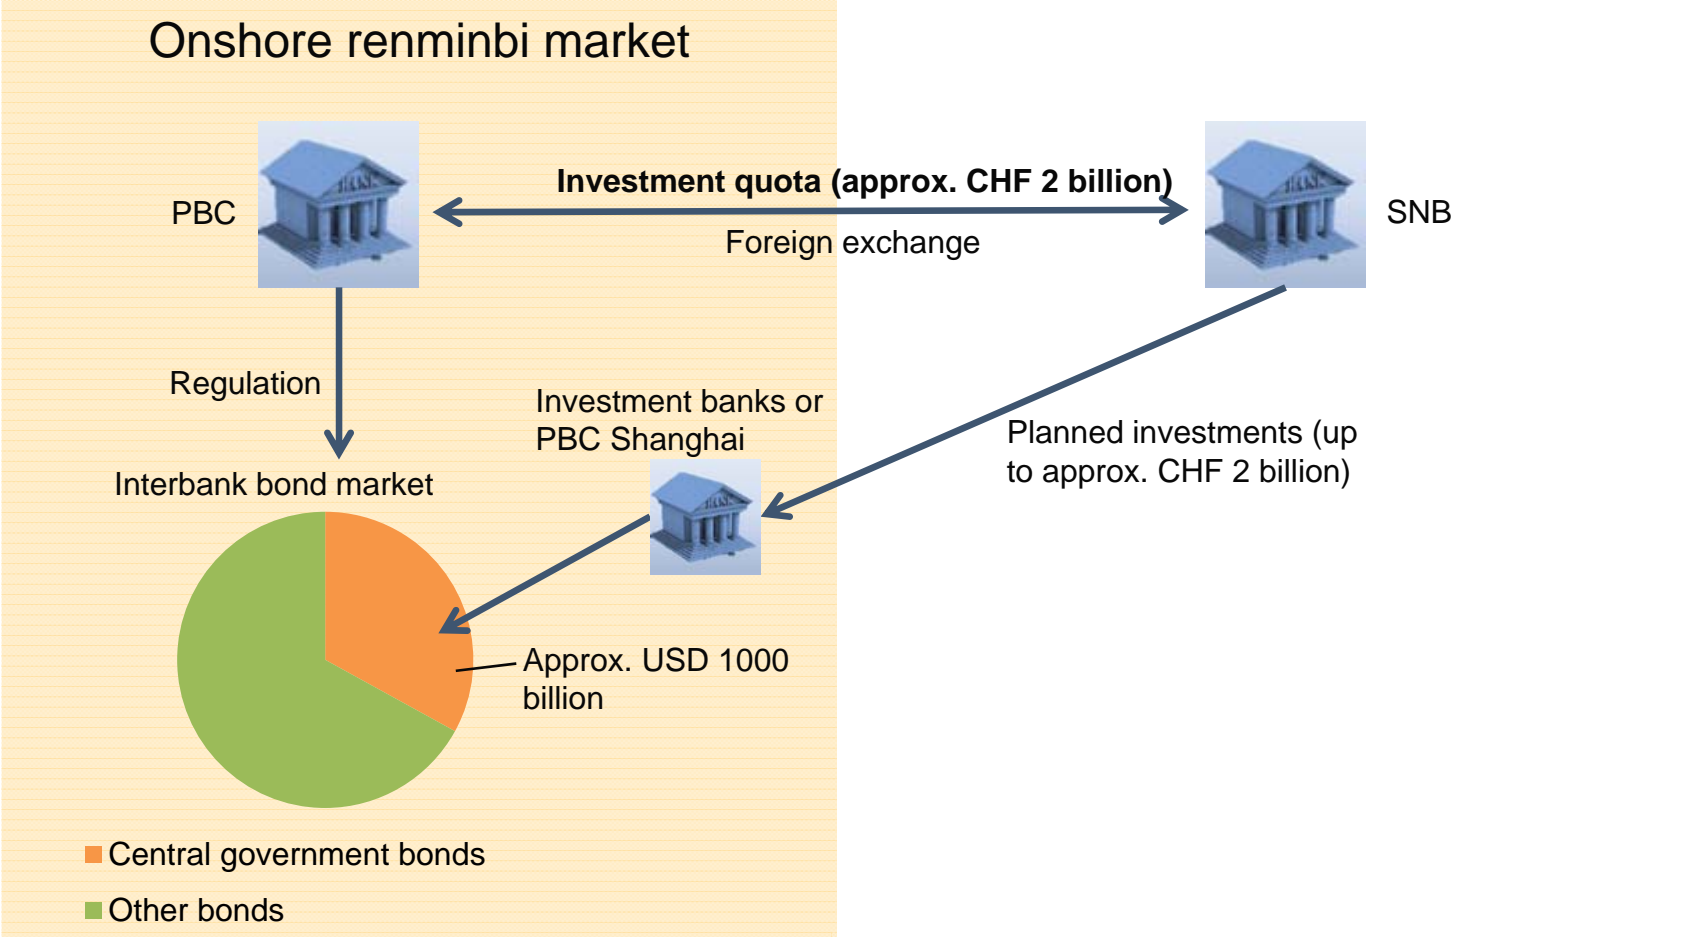 Onshore renminbi market
Investment quota (approx. CHF 2 billion)
PBC
SNB
Foreign exchange
Regulation
Investment banks or
PBC Shanghai
Planned investments (up
to approx. CHF 2 billion)
Interbank bond market
Approx. USD 1000
billion
Central government bonds
Other bonds